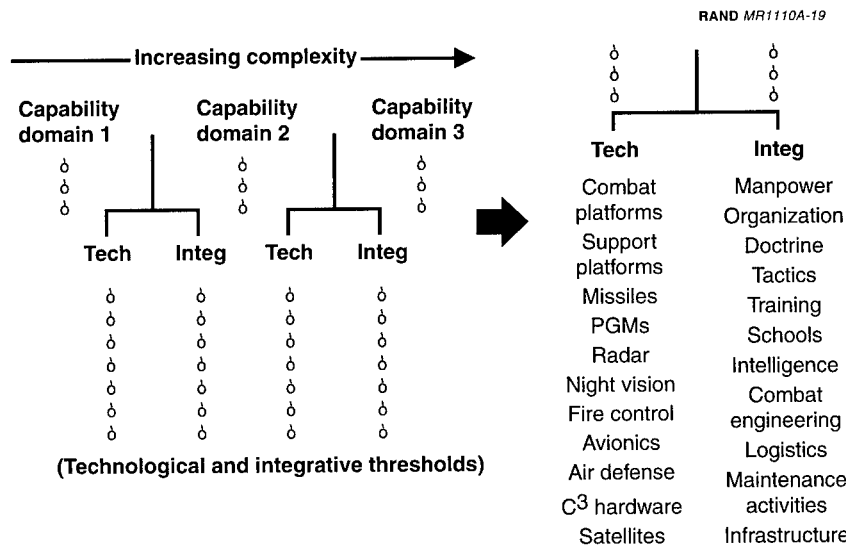 RAND MR1110A-19
Increasing complexity
Capability
domain 1
Capability
domain 2
Capability
domain 3
Tech
Integ
Tech
Integ
(Technological and integrative thresholds)
Tech
Combat
platforms
Support
platforms
Missiles
PGMs
Radar
Night vision
Fire control
Avionics
Air defense
C³ hardware
Satellites
Integ
Manpower
Organization
Doctrine
Tactics
Training
Schools
Intelligence
Combat
engineering
Logistics
Maintenance
activities
Infrastructure